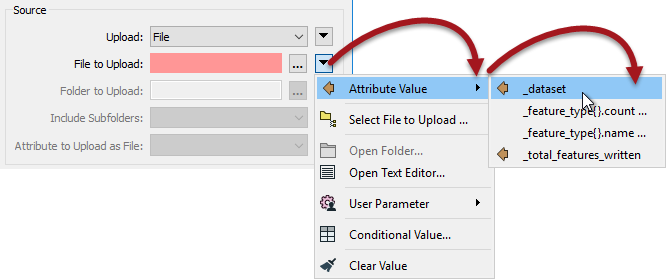 Source
Upload: File
File to Upload: ...
Folder to Upload: ...
Include Subfolders:
Attribute to Upload as File:
Attribute Value
Select File to Upload ...
Open Folder...
Open Text Editor...
User Parameter
Conditional Value...
Clear Value
_dataset
_feature_type{}.count ...
_feature_type{}.name ...
_total_features_written